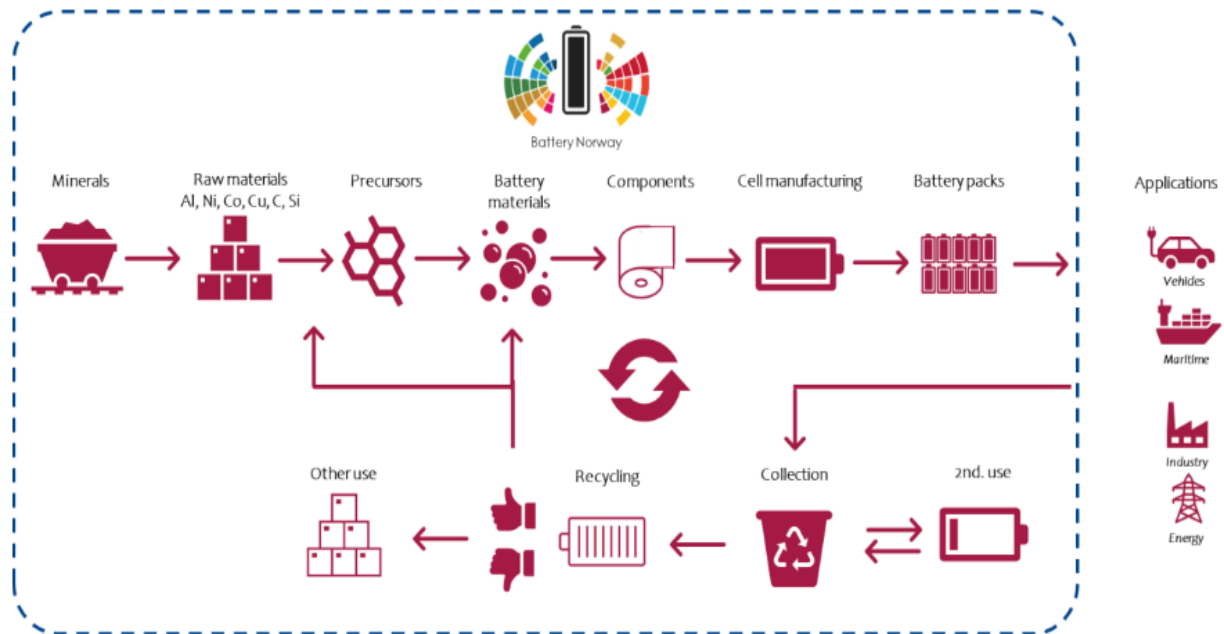 Battery Norway
Minerals
Raw materials
Al, Ni, Co, Cu, C, Si
Precursors
Battery
materials
Components
Cell manufacturing
Battery packs
Applications
Vehicles
Maritime
Industry
Energy
Other use
Recycling
Collection
2nd. use